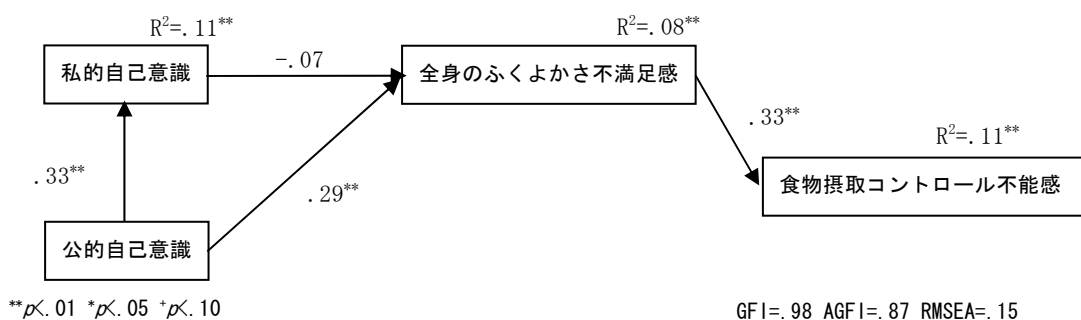 R²=.11**
R²=.08**
私的自己意識
-.07
全身のふくよかさ不満足感
.33**
R²=.11**
.33**
.29**
食物摂取コントロール不能感
公的自己意識
**p<.01 *p<.05 +p<.10
GFI=.98 AGFI=.87 RMSEA=.15